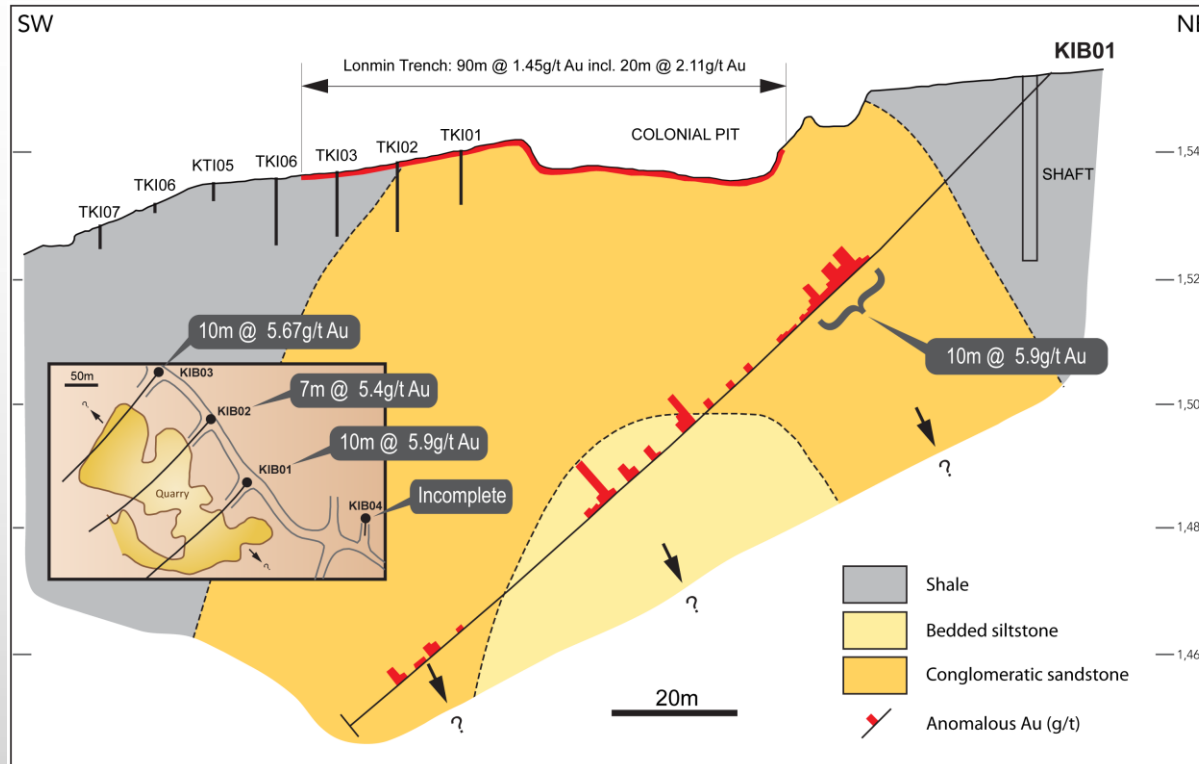 SW
NE
KIB01
Lonmin Trench: 90m @ 1.45g/t Au incl. 20m @ 2.11g/t Au
COLONIAL PIT
TKI07
TKI06
KTI05
TKI06
TKI03
TKI02
TKI01
SHAFT
1,54
1,52
1,50
1,48
1,46
10m @ 5.9g/t Au
10m @ 5.67g/t Au
7m @ 5.4g/t Au
10m @ 5.9g/t Au
Incomplete
50m
KIB03
KIB02
KIB01
KIB04
Quarry
?
?
?
?
?
20m
Shale
Bedded siltstone
Conglomeratic sandstone
Anomalous Au (g/t)